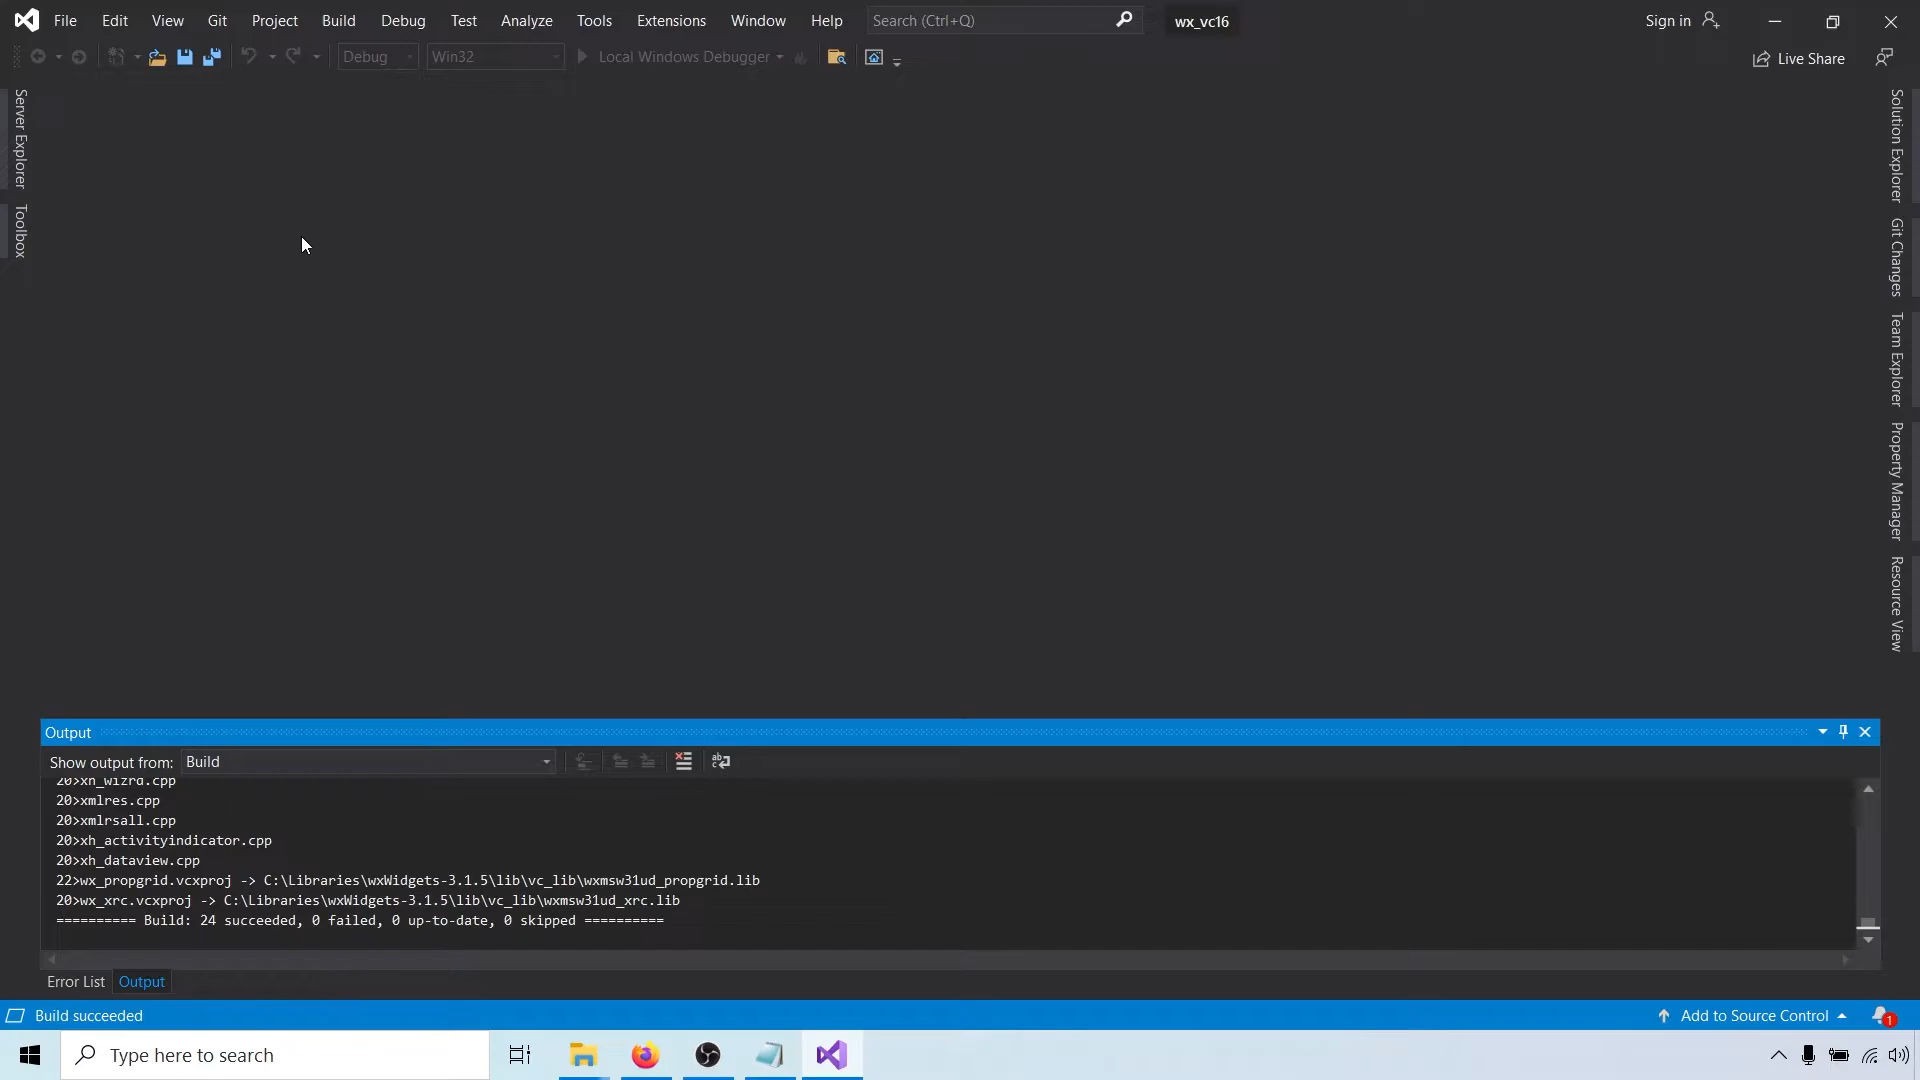 File Edit View Git Project Build Debug Test Analyze Tools Extensions Window Help Search (Ctrl+Q) wx_vc16 Sign in
Debug Win32 Local Windows Debugger Live Share
Server Explorer
Toolbox
Solution Explorer
Git Changes
Team Explorer
Property Manager
Resource View
Output
Show output from: Build
20>xh_wizrd.cpp
20>xmlres.cpp
20>xmlrsall.cpp
20>xh_activityindicator.cpp
20>xh_dataview.cpp
22>wx_propgrid.vcxproj -> C:\Libraries\wxWidgets-3.1.5\lib\vc_lib\wxmsw31ud_propgrid.lib
20>wx_xrc.vcxproj -> C:\Libraries\wxWidgets-3.1.5\lib\vc_lib\wxmsw31ud_xrc.lib
========== Build: 24 succeeded, 0 failed, 0 up-to-date, 0 skipped ==========
Error List Output
Build succeeded Add to Source Control 1
Type here to search